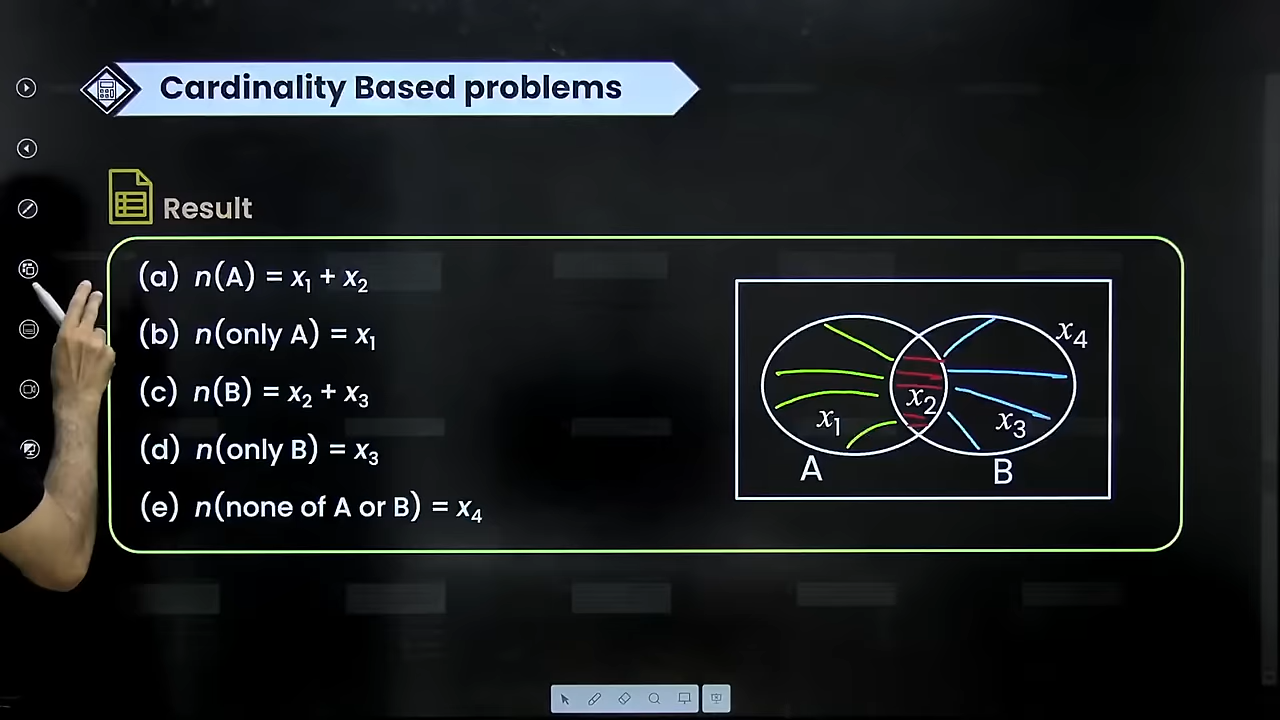 Cardinality Based problems
Result
(a) n(A) = x₁ + x₂
(b) n(only A) = x₁
(c) n(B) = x₂ + x₃
(d) n(only B) = x₃
(e) n(none of A or B) = x₄
x₄
x₂
x₁
x₃
A
B